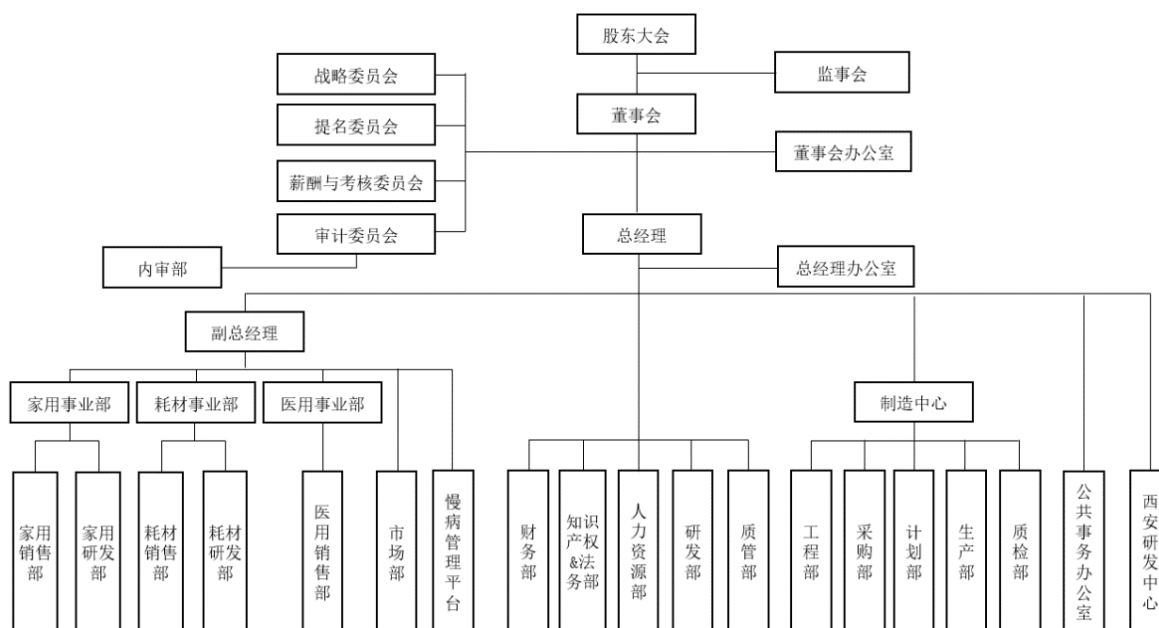 股东大会
战略委员会
监事会
提名委员会
董事会
董事会办公室
薪酬与考核委员会
审计委员会
总经理
内审部
总经理办公室
副总经理
家用事业部
耗材事业部
医用事业部
制造中心
家用
销售
部
家用
研发
部
耗材
销售
部
耗材
研发
部
医用销售部
市场部
慢病管理平台
财务部
知识
产权
&法
务部
人力资源部
研发部
质管部
工程部
采购部
计划部
生产部
质检部
公共事务办公室
西安研发中心